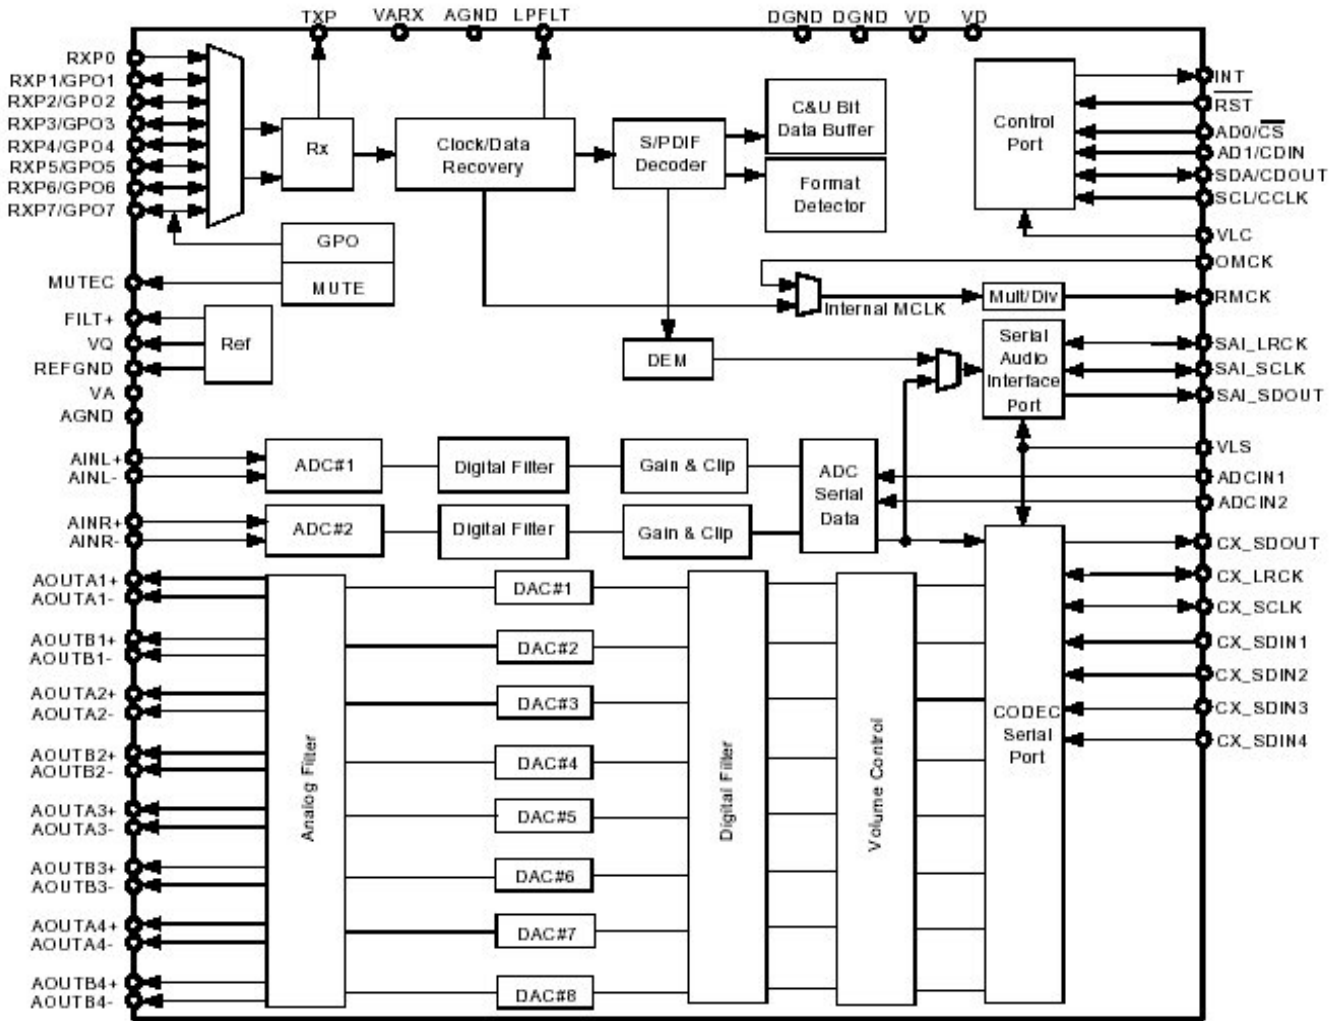 TXP
VARX
AGND
LPFLT
DGND
DGND
VD
VD
RXP0
RXP1/GPO1
RXP2/GPO2
RXP3/GPO3
RXP4/GPO4
RXP5/GPO5
RXP6/GPO6
RXP7/GPO7
MUTEC
FILT+
VQ
REFGND
VA
AGND
AINL+
AINL-
AINR+
AINR-
AOUTA1+
AOUTA1-
AOUTB1+
AOUTB1-
AOUTA2+
AOUTA2-
AOUTB2+
AOUTB2-
AOUTA3+
AOUTA3-
AOUTB3+
AOUTB3-
AOUTA4+
AOUTA4-
AOUTB4+
AOUTB4-
Rx
Clock/Data
Recovery
S/PDIF
Decoder
C&U Bit
Data Buffer
Format
Detector
Control
Port
GPO
MUTE
Ref
Internal MCLK
Mult/Div
DEM
Serial
Audio
Interface
Port
ADC#1
Digital Filter
Gain & Clip
ADC
Serial
Data
ADC#2
Digital Filter
Gain & Clip
Analog Filter
DAC#1
DAC#2
DAC#3
DAC#4
DAC#5
DAC#6
DAC#7
DAC#8
Digital Filter
Volume Control
CODEC
Serial
Port
INT
RST
AD0/CS
AD1/CDIN
SDA/CDOUT
SCL/CCLK
VLC
OMCK
RMCK
SAI_LRCK
SAI_SCLK
SAI_SDOUT
VLS
ADCIN1
ADCIN2
CX_SDOUT
CX_LRCK
CX_SCLK
CX_SDIN1
CX_SDIN2
CX_SDIN3
CX_SDIN4